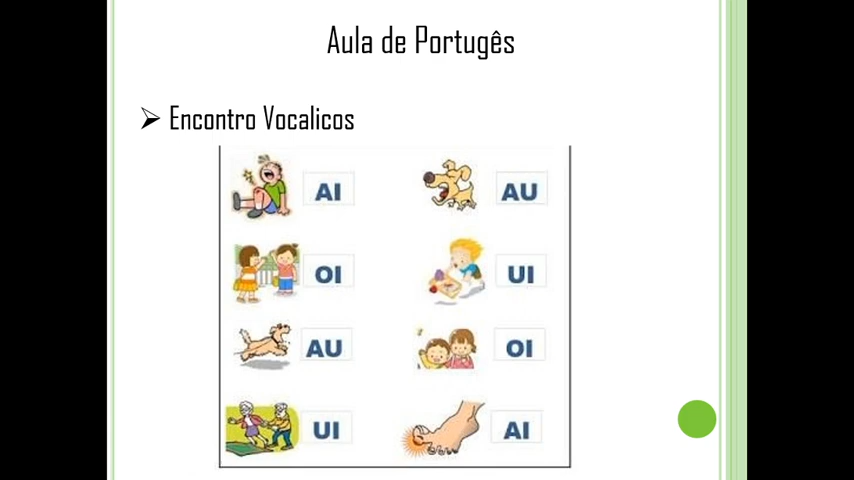 Aula de Portugês
Encontro Vocalicos
AI
AU
OI
UI
AU
OI
UI
AI